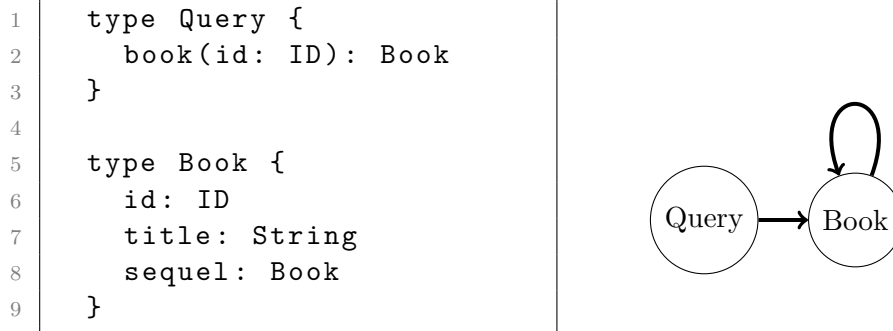 1 type Query {
2 book(id: ID): Book
3 }
4
5 type Book {
6 id: ID
7 title: String
8 sequel: Book
9 }
Query
Book